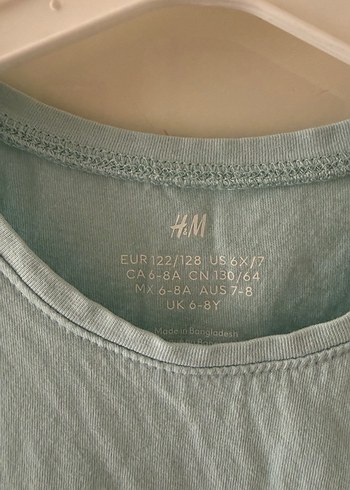 H&M
EUR 122/128 US 6X/7
CA 6-8A CN 130/64
MX 6-8A AUS 7-8
UK 6-8Y
Made in Bangladesh